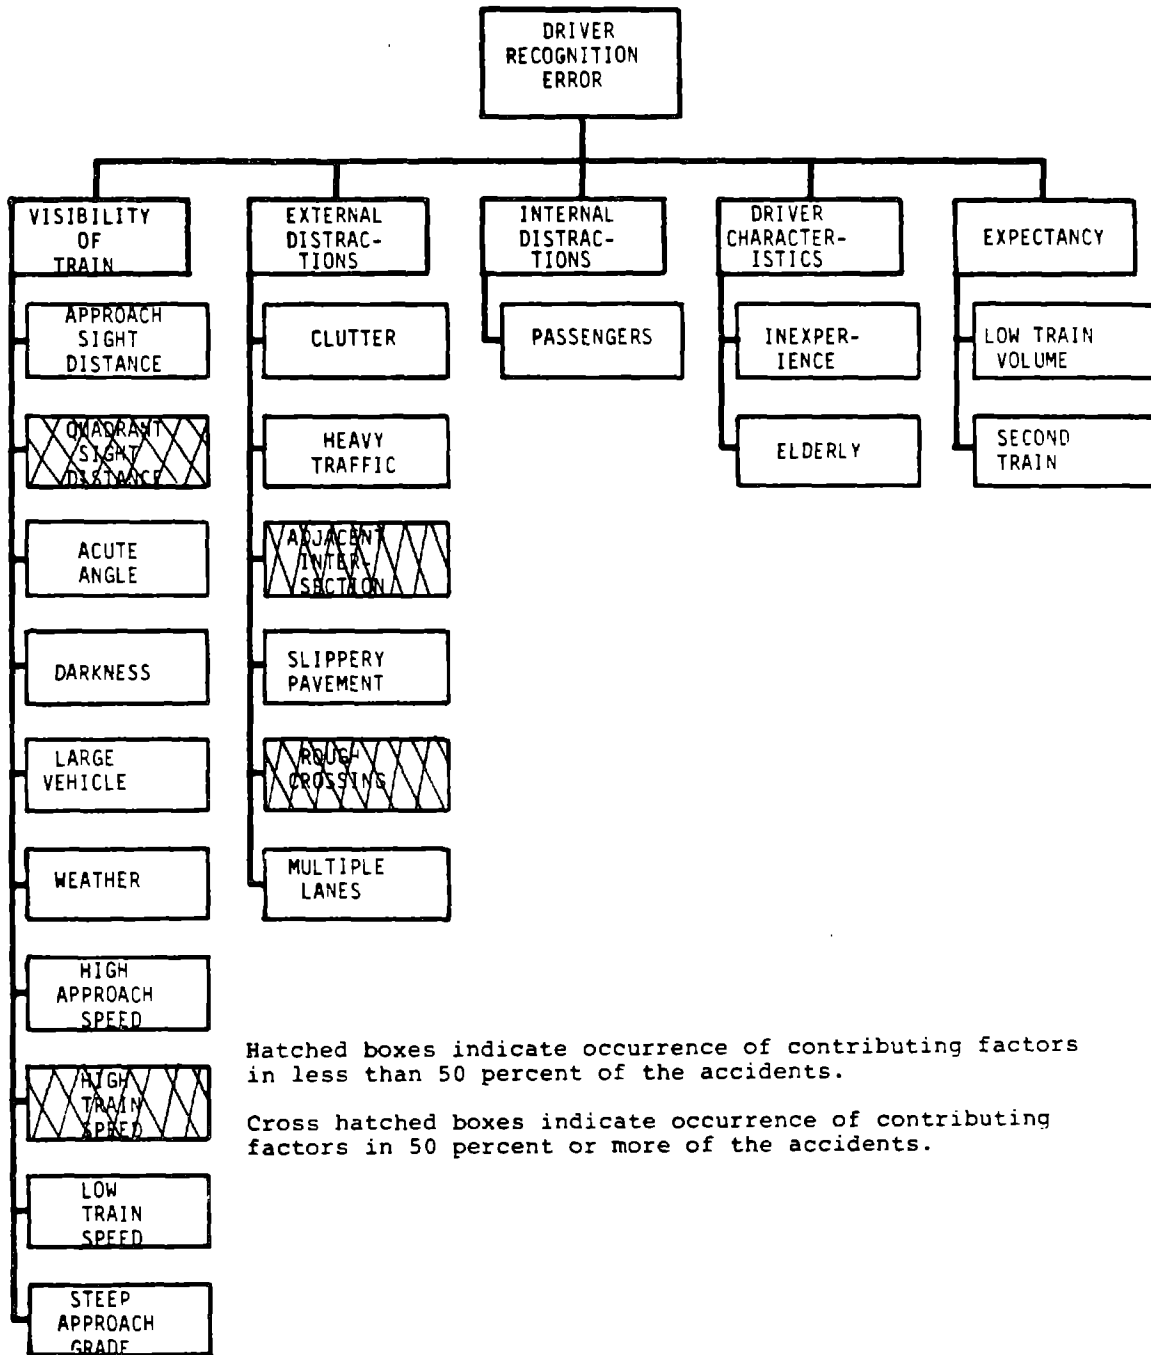 DRIVER
RECOGNITION
ERROR
VISIBILITY
OF
TRAIN
EXTERNAL
DISTRAC-
TIONS
INTERNAL
DISTRAC-
TIONS
DRIVER
CHARACTER-
ISTICS
EXPECTANCY
APPROACH
SIGHT
DISTANCE
QUADRANT
SIGHT
DISTANCE
ACUTE
ANGLE
DARKNESS
LARGE
VEHICLE
WEATHER
HIGH
APPROACH
SPEED
HIGH
TRAIN
SPEED
LOW
TRAIN
SPEED
STEEP
APPROACH
GRADE
CLUTTER
HEAVY
TRAFFIC
ADJACENT
INTER-
SECTION
SLIPPERY
PAVEMENT
ROUGH
CROSSING
MULTIPLE
LANES
PASSENGERS
INEXPER-
IENCE
ELDERLY
LOW TRAIN
VOLUME
SECOND
TRAIN
Hatched boxes indicate occurrence of contributing factors
in less than 50 percent of the accidents.
Cross hatched boxes indicate occurrence of contributing
factors in 50 percent or more of the accidents.